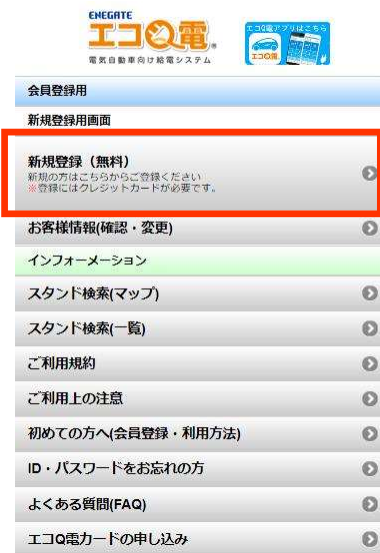 ENEGATE
エコQ電
電気自動車向け給電システム
エコQ電アプリはこちら
エコQ電
会員登録用
新規登録用画面
新規登録（無料）
新規の方はこちらからご登録ください
※登録にはクレジットカードが必要です。
お客様情報(確認・変更)
インフォーメーション
スタンド検索(マップ)
スタンド検索(一覧)
ご利用規約
ご利用上の注意
初めての方へ(会員登録・利用方法)
ID・パスワードをお忘れの方
よくある質問(FAQ)
エコQ電カードの申し込み